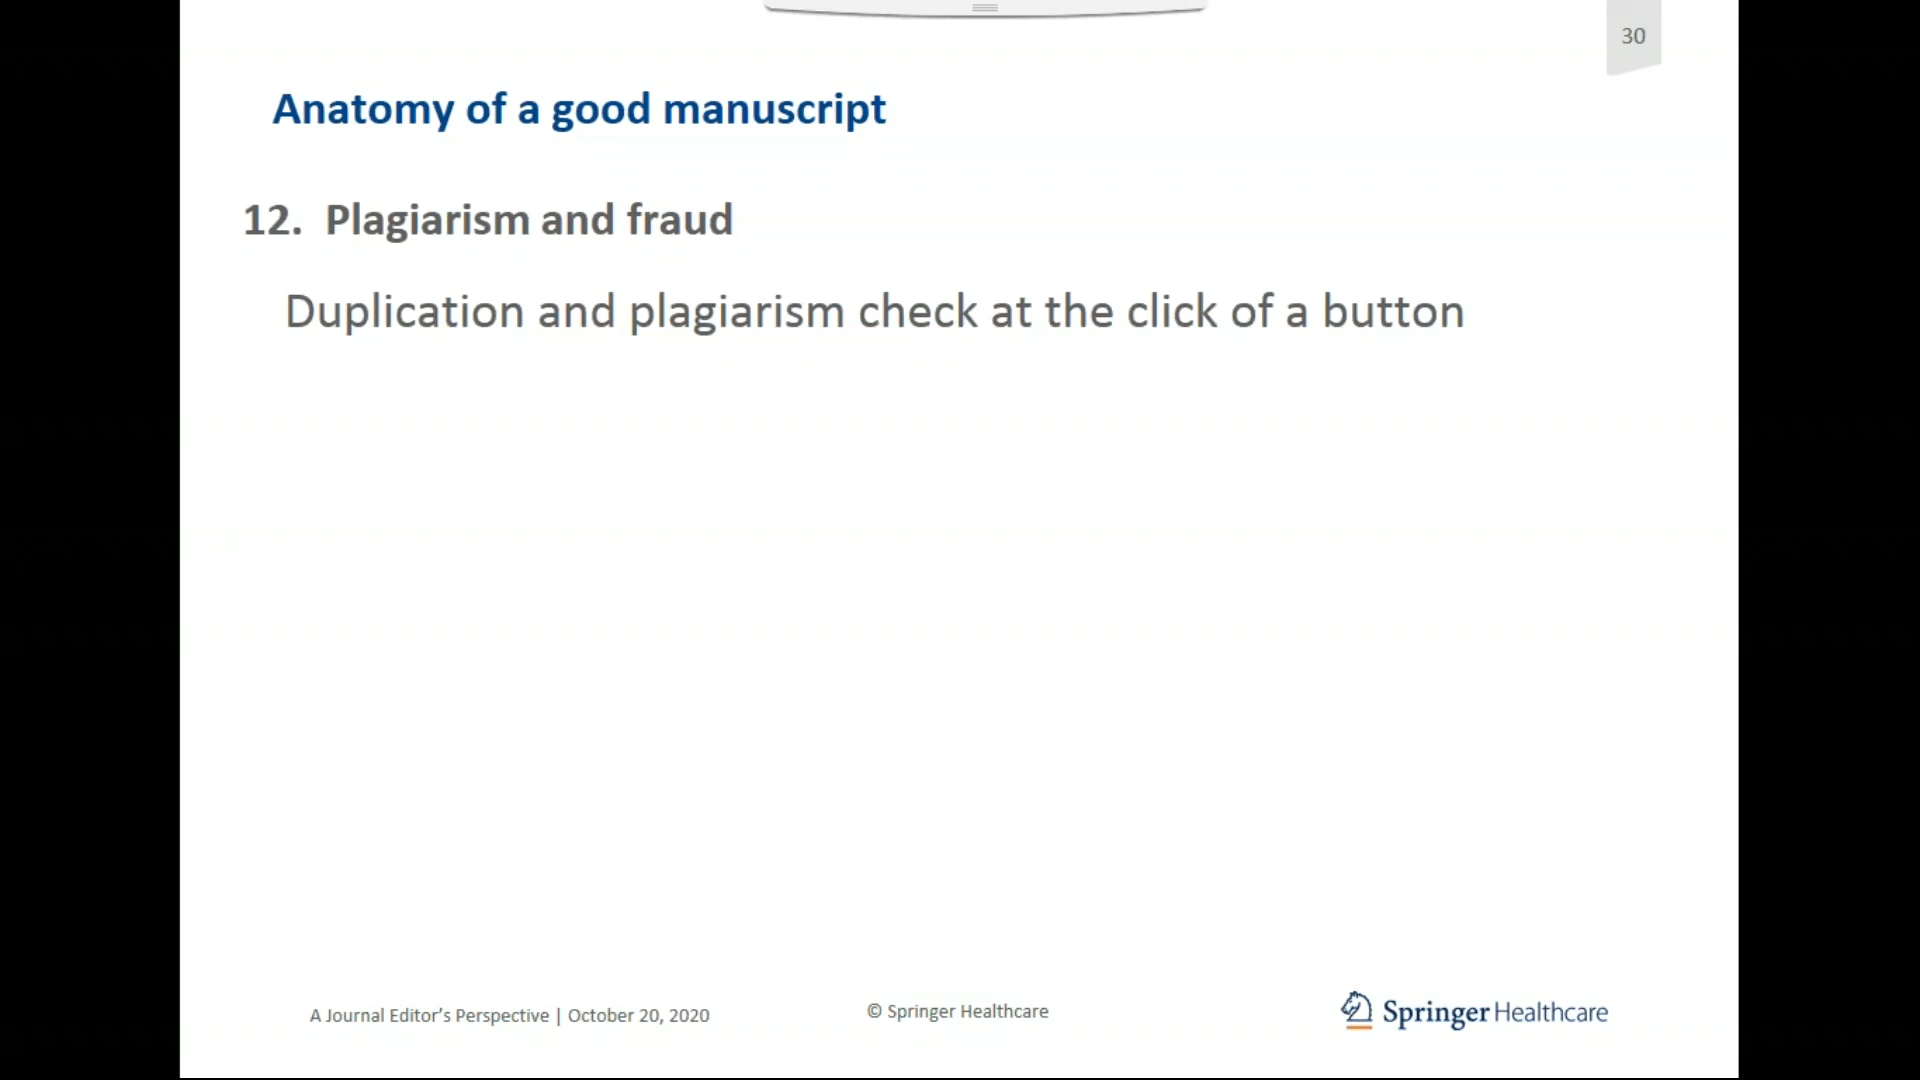 30
Anatomy of a good manuscript
12. Plagiarism and fraud
Duplication and plagiarism check at the click of a button
A Journal Editor’s Perspective | October 20, 2020
© Springer Healthcare
Springer Healthcare